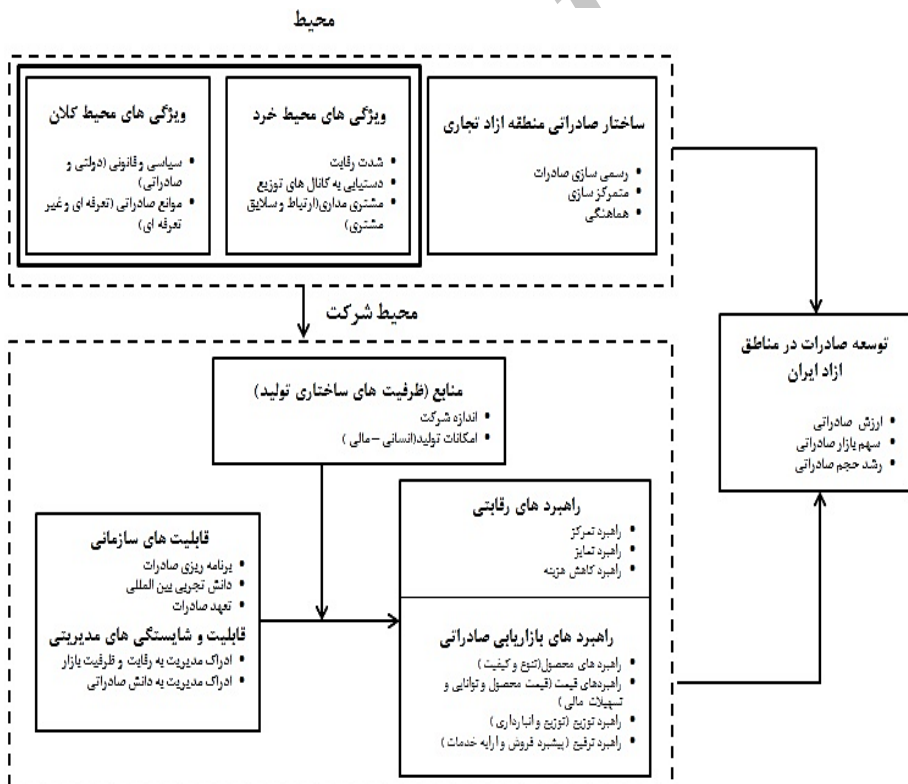 محیط
ساختار صادراتی منطقه ازاد تجاری
رسمی سازی صادرات
متمرکز سازی
هماهنگی
ویژگی های محیط خرد
شدت رقابت
دستیابی به کانال های توزیع
مشتری مداری(ارتباط و سلایق
مشتری)
ویژگی های محیط کلان
سیاسی و قانونی (دولتی و
صادراتی)
موانع صادراتی (تعرفه ای و غیر
تعرفه ای)
محیط شرکت
توسعه صادرات در مناطق
ازاد ایران
ارزش صادراتی
سهم بازار صادراتی
رشد حجم صادراتی
منابع (ظرفیت های ساختاری تولید)
اندازه شرکت
امکانات تولید(انسانی – مالی )
راهبرد های رقابتی
راهبرد تمرکز
راهبرد تمایز
راهبرد کاهش هزینه
قابلیت های سازمانی
برنامه ریزی صادرات
دانش تجربی بین المللی
تعهد صادرات
قابلیت و شایستگی های مدیریتی
ادراک مدیریت به رقابت و ظرفیت بازار
ادراک مدیریت به دانش صادراتی
راهبرد های بازاریابی صادراتی
راهبرد های محصول(تنوع و کیفیت )
راهبردهای قیمت (قیمت محصول و توانایی و
تسهیلات مالی )
راهبرد توزیع (توزیع و انبارداری )
راهبرد ترفیع (پیشبرد فروش و ارایه خدمات )